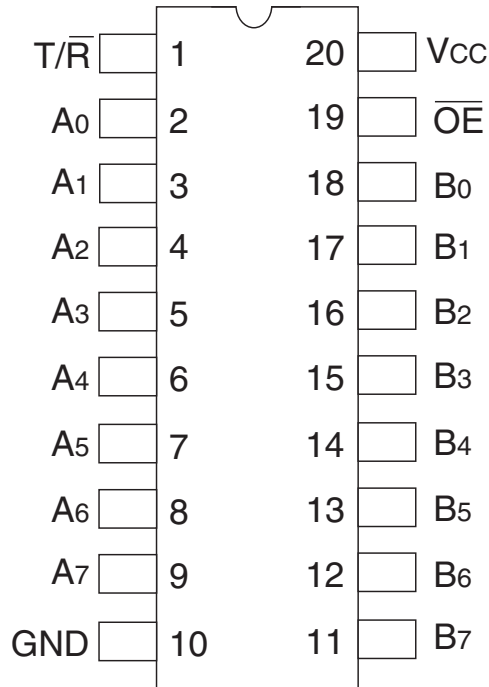 T/R̅ 1 20 VCC
A0 2 19 O̅E̅
A1 3 18 B0
A2 4 17 B1
A3 5 16 B2
A4 6 15 B3
A5 7 14 B4
A6 8 13 B5
A7 9 12 B6
GND 10 11 B7